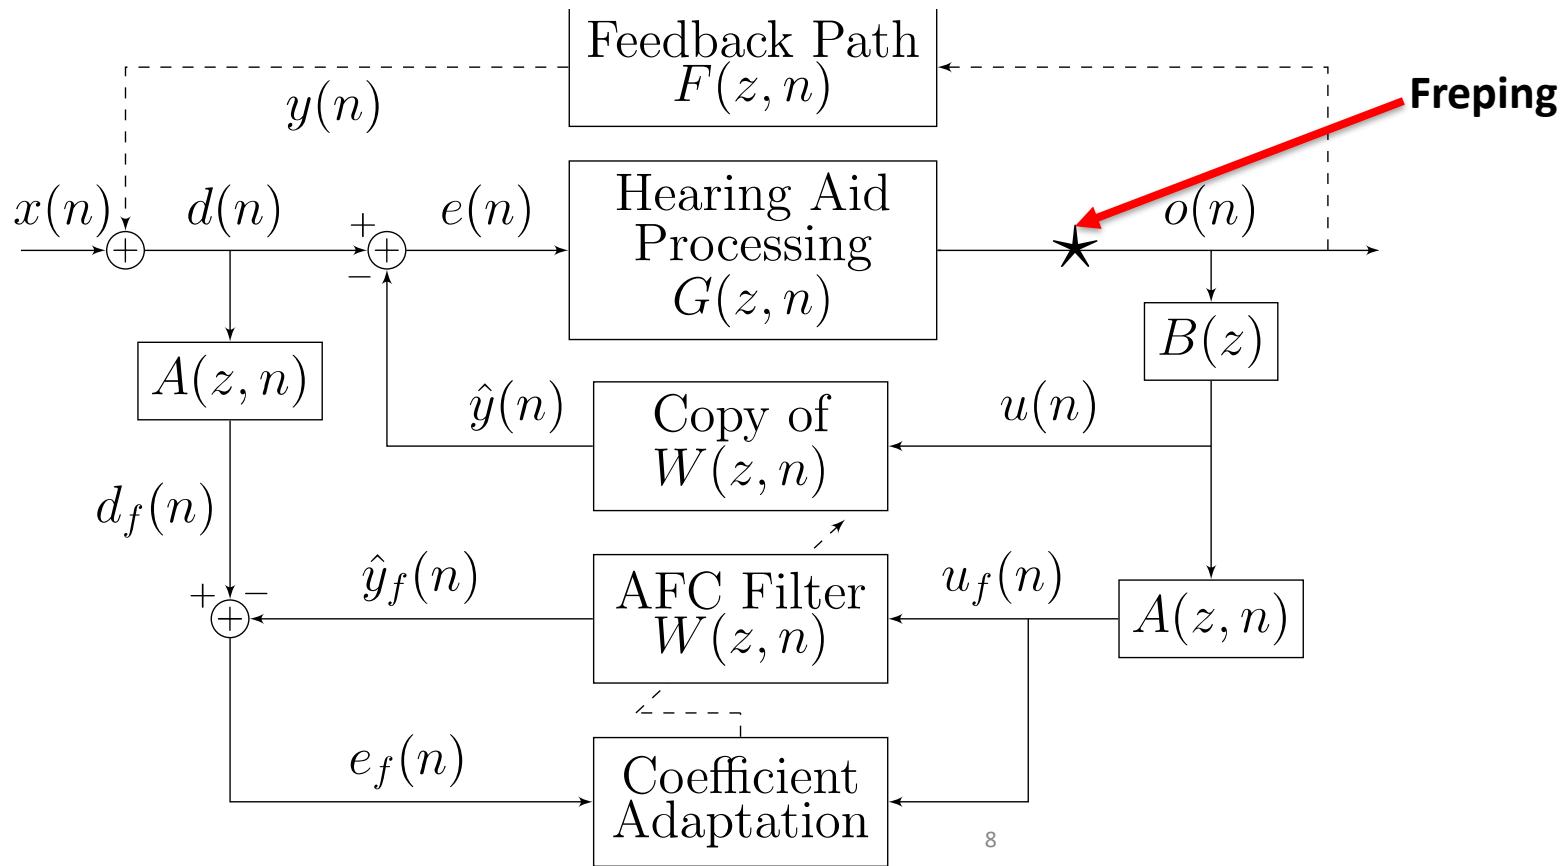 Feedback Path
F(z, n)
Freping
y(n)
x(n)
d(n)
+
−
+
+
e(n)
Hearing Aid
Processing
G(z, n)
o(n)
B(z)
A(z, n)
ŷ(n)
Copy of
W(z, n)
u(n)
d_f(n)
+
−
+
ŷ_f(n)
AFC Filter
W(z, n)
u_f(n)
A(z, n)
e_f(n)
Coefficient
Adaptation
8